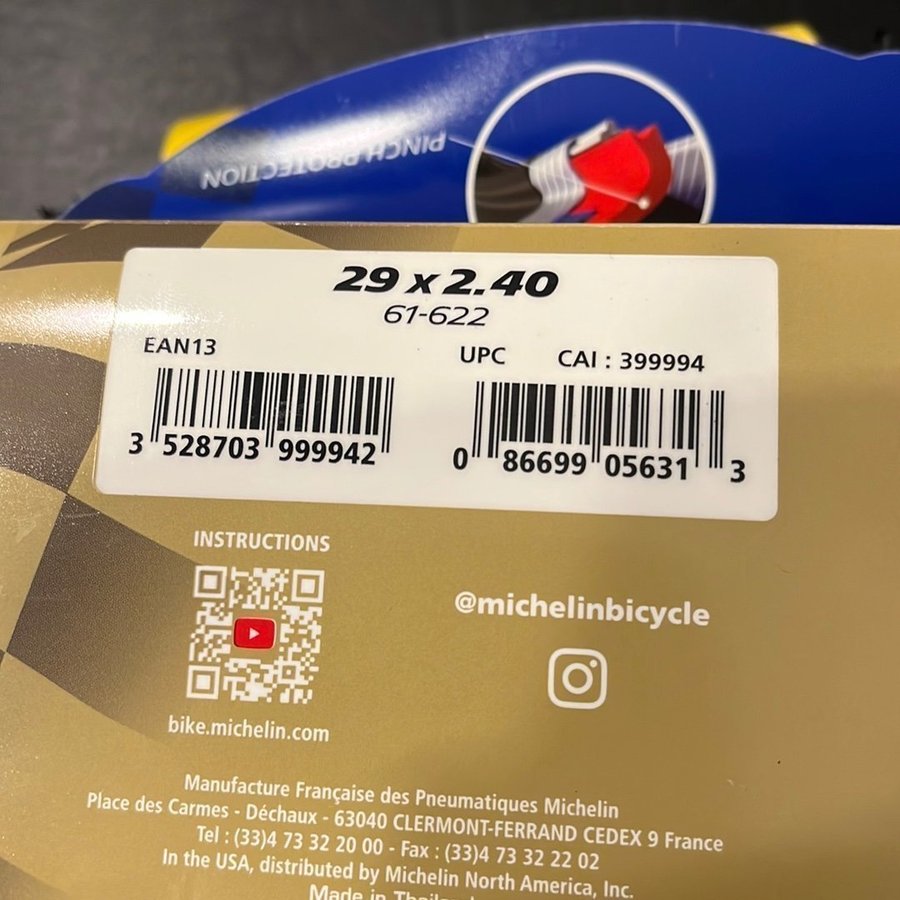 PINCH PROTECTION
29 x 2.40
61-622
EAN13
UPC CAI : 399994
3 528703 999942
0 86699 05631 3
INSTRUCTIONS
@michelinbicycle
bike.michelin.com
Manufacture Française des Pneumatiques Michelin
Place des Carmes - Déchaux - 63040 CLERMONT-FERRAND CEDEX 9 France
Tel : (33)4 73 32 20 00 - Fax : (33)4 73 32 22 02
In the USA, distributed by Michelin North America, Inc.
Made in